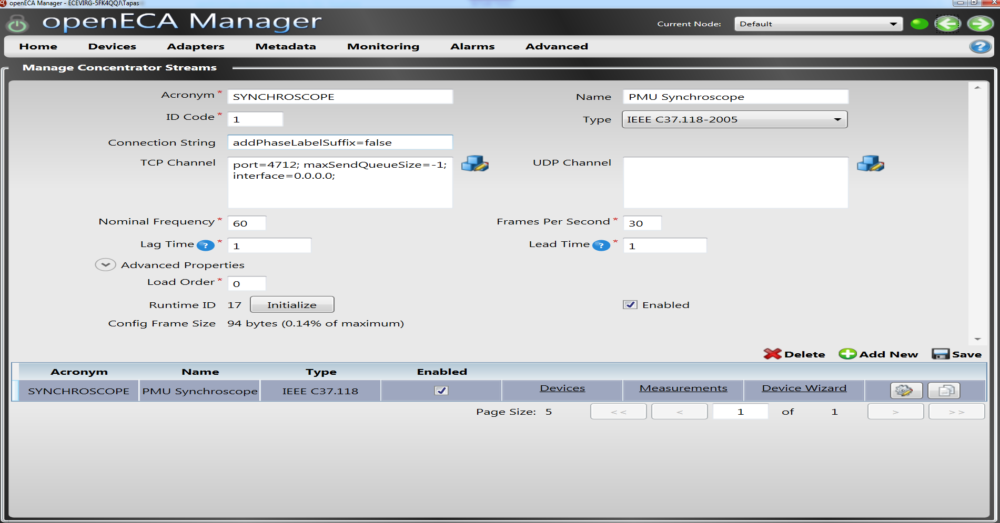 openECA Manager - ECEVIRG-5FK4QQJ\Tapas
openECA Manager
Current Node: Default
Home Devices Adapters Metadata Monitoring Alarms Advanced ?
Manage Concentrator Streams
Acronym * SYNCHROSCOPE Name PMU Synchroscope
ID Code * 1 Type IEEE C37.118-2005
Connection String addPhaseLabelSuffix=false
TCP Channel port=4712; maxSendQueueSize=-1; UDP Channel
interface=0.0.0.0;
Nominal Frequency * 60 Frames Per Second * 30
Lag Time ? * 1 Lead Time ? * 1
Advanced Properties
Load Order * 0
Runtime ID 17 Initialize Enabled
Config Frame Size 94 bytes (0.14% of maximum)
Delete Add New Save
Acronym Name Type Enabled
SYNCHROSCOPE PMU Synchroscope IEEE C37.118 Devices Measurements Device Wizard
Page Size: 5 << < 1 of 1 > >>